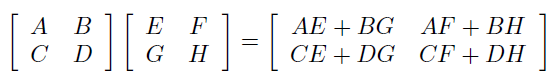 [ A B ] [ E F ] = [ AE + BG AF + BH ]
[ C D ] [ G H ] [ CE + DG CF + DH ]